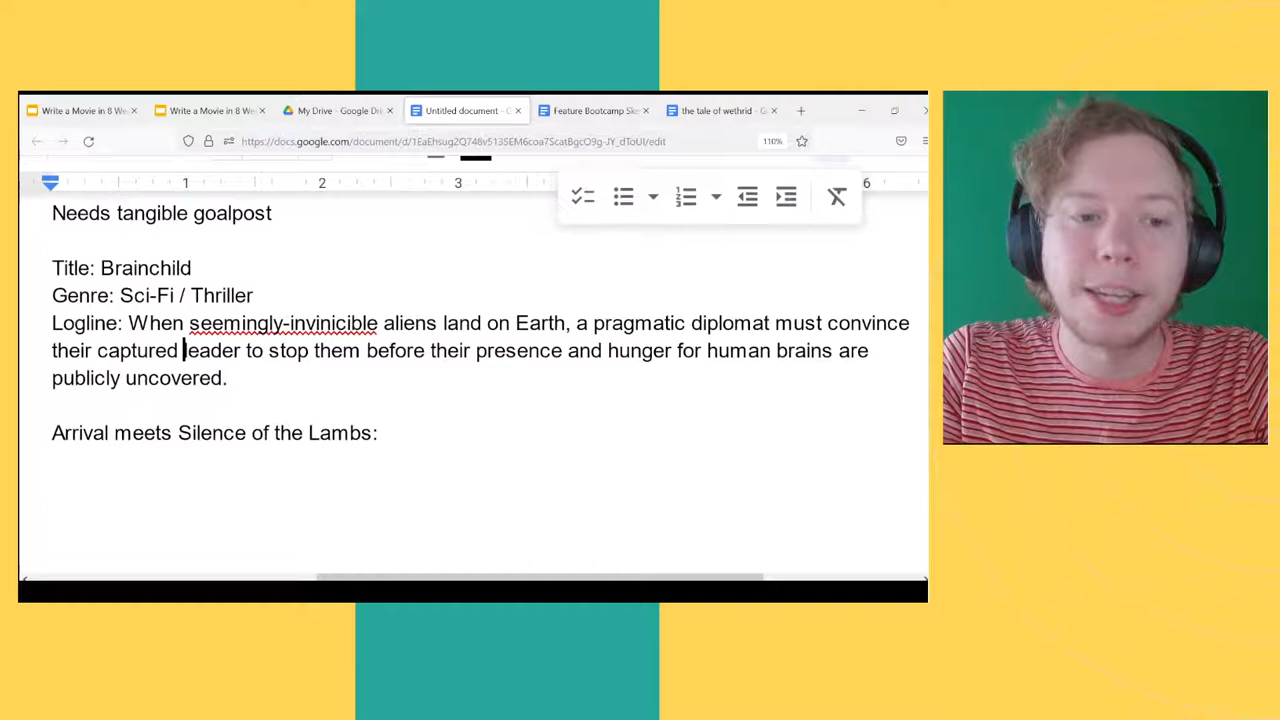 Write a Movie in 8 We
Write a Movie in 8 We
My Drive - Google Dri
Untitled document - G
Feature Bootcamp Ske
the tale of wethrid - G
https://docs.google.com/document/d/1EaEhsug2Q748v513SEM6coa7ScatBgcQ9g-JY_dToUI/edit
110%
1 2 3 6
Needs tangible goalpost
Title: Brainchild
Genre: Sci-Fi / Thriller
Logline: When seemingly-invinicible aliens land on Earth, a pragmatic diplomat must convince
their captured leader to stop them before their presence and hunger for human brains are
publicly uncovered.
Arrival meets Silence of the Lambs: